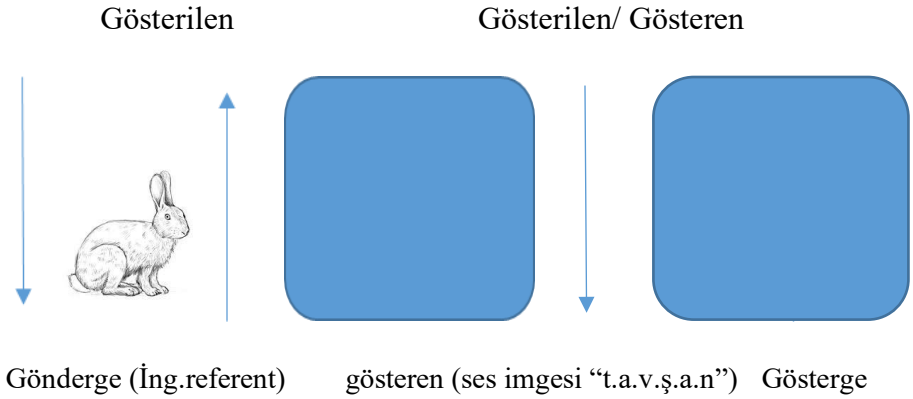 Gösterilen Gösterilen/ Gösteren
Gönderge (İng.referent) gösteren (ses imgesi “t.a.v.ş.a.n”) Gösterge